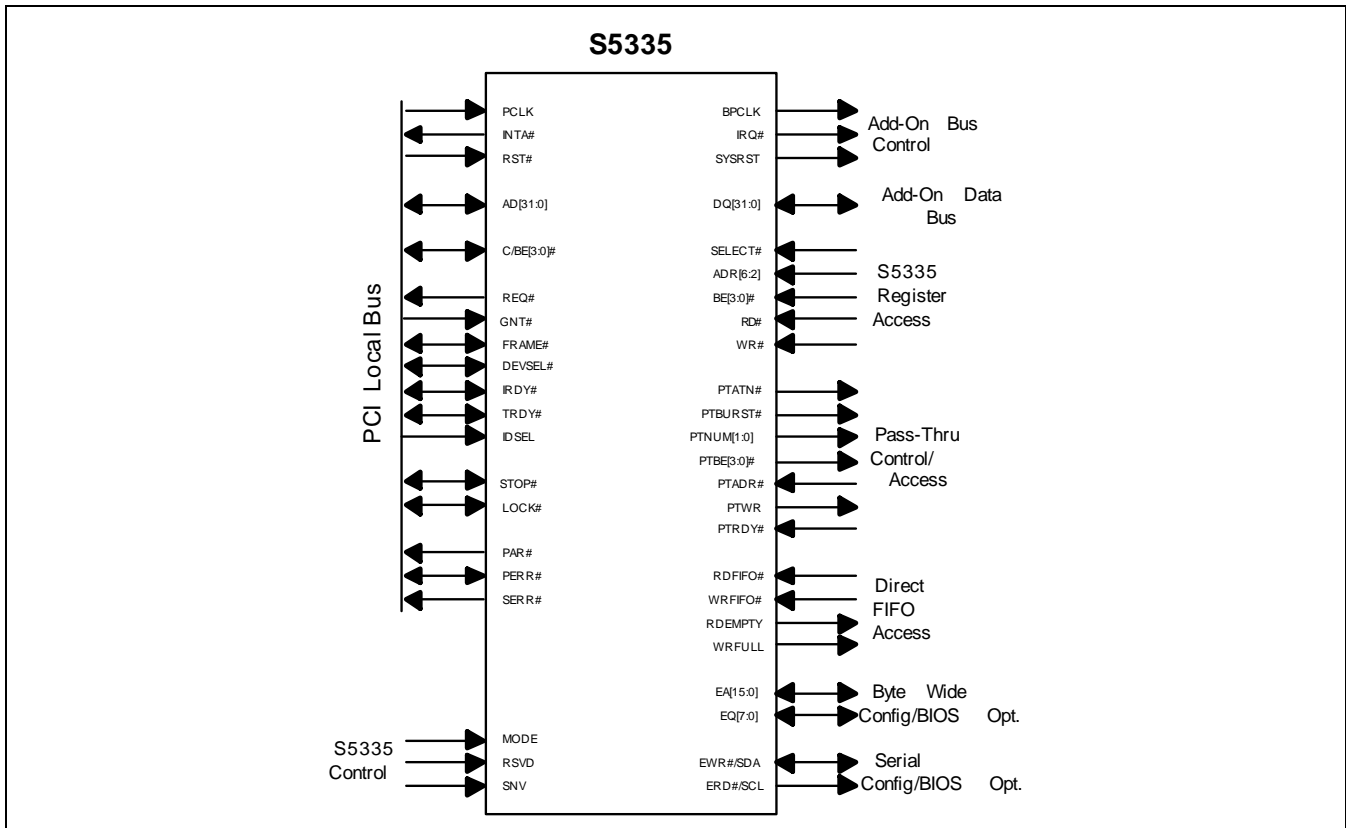 S5335
PCI Local Bus
PCLK
INTA#
RST#
AD[31:0]
C/BE[3:0]#
REQ#
GNT#
FRAME#
DEVSEL#
IRDY#
TRDY#
IDSEL
STOP#
LOCK#
PAR#
PERR#
SERR#
S5335
Control
MODE
RSVD
SNV
BPCLK
IRQ#
SYSRST
Add-On Bus
Control
DQ[31:0]
Add-On Data
Bus
SELECT#
ADR[6:2]
BE[3:0]#
RD#
WR#
S5335
Register
Access
PTATN#
PTBURST#
PTNUM[1:0]
PTBE[3:0]#
PTADR#
PTWR
PTRDY#
Pass-Thru
Control/
Access
RDFIFO#
WRFIFO#
RDEMPTY
WRFULL
Direct
FIFO
Access
EA[15:0]
EQ[7:0]
Byte Wide
Config/BIOS Opt.
EWR#/SDA
ERD#/SCL
Serial
Config/BIOS Opt.